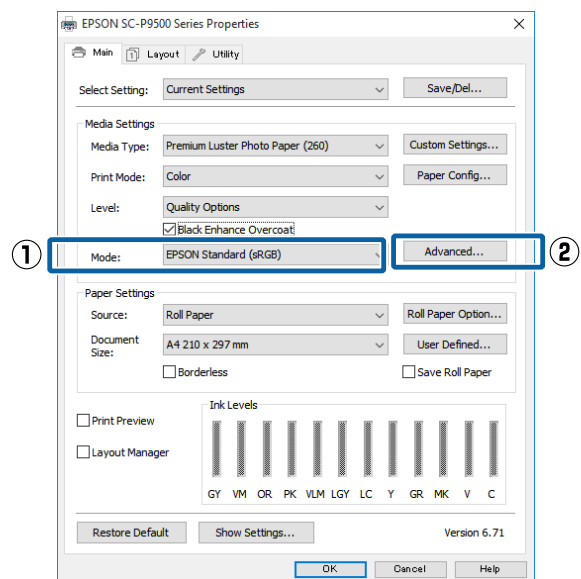 EPSON SC-P9500 Series Properties
Main Layout Utility
Select Setting: Current Settings Save/Del...
Media Settings
Media Type: Premium Luster Photo Paper (260) Custom Settings...
Print Mode: Color Paper Config...
Level: Quality Options
Black Enhance Overcoat
① Mode: EPSON Standard (sRGB) Advanced... ②
Paper Settings
Source: Roll Paper Roll Paper Option...
Document Size: A4 210 x 297 mm User Defined...
Borderless Save Roll Paper
Ink Levels
Print Preview
Layout Manager
GY VM OR PK VLM LGY LC Y GR MK V C
Restore Default Show Settings... Version 6.71
OK Cancel Help